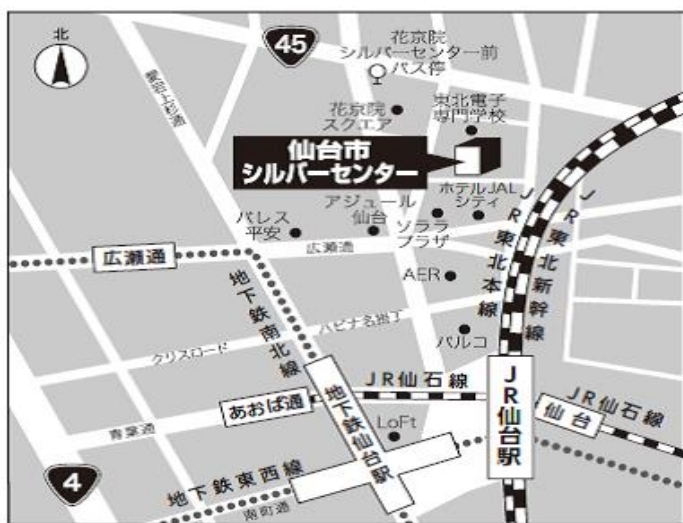 北
45
花京院
シルバーセンター前
バス停
愛宕上杉通
花京院
スクエア
東北電子
専門学校
仙台市
シルバーセンター
ホテルJAL
シティ
アジュール
仙台
ソララ
プラザ
パレス
平安
広瀬通
広瀬通
AER
JR東北本線
JR東北新幹線
地下鉄南北線
ハピナ名掛丁
クリスロード
パルコ
JR仙石線
あおば通
青葉通
地下鉄仙台駅
LoFt
JR仙台駅
JR仙石線
仙台
4
地下鉄東西線
南町通